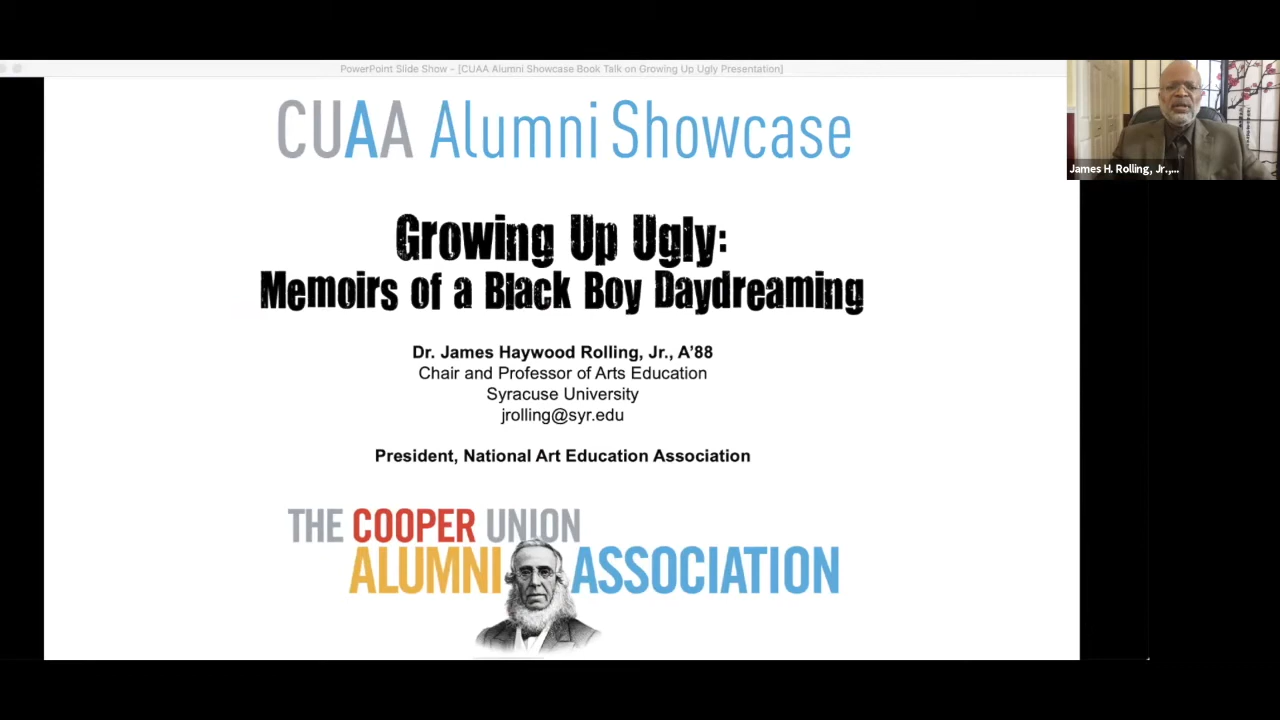 PowerPoint Slide Show - [CUAA Alumni Showcase Book Talk on Growing Up Ugly Presentation]
CUAA Alumni Showcase
James H. Rolling, Jr.,...
Growing Up Ugly:
Memoirs of a Black Boy Daydreaming
Dr. James Haywood Rolling, Jr., A'88
Chair and Professor of Arts Education
Syracuse University
jrolling@syr.edu
President, National Art Education Association
THE COOPER UNION
ALUMNI ASSOCIATION